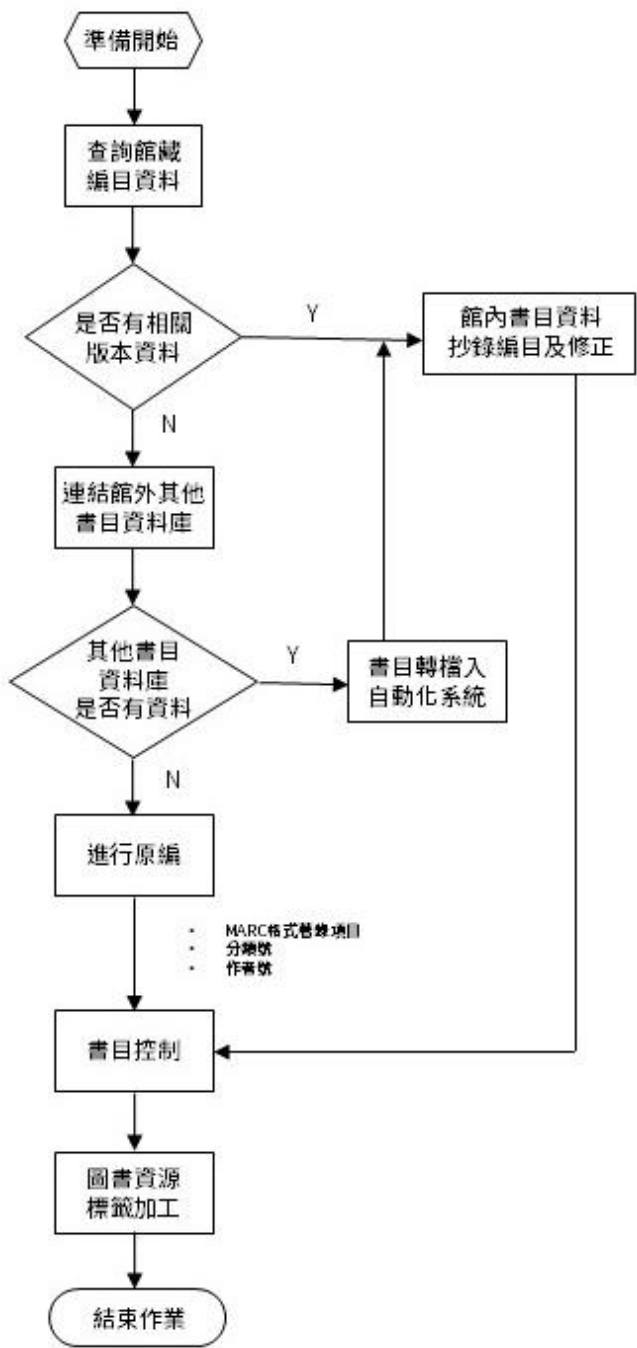 準備開始
查詢館藏
編目資料
是否有相關
版本資料
Y
館內書目資料
抄錄編目及修正
N
連結館外其他
書目資料庫
其他書目
資料庫
是否有資料
Y
書目轉檔入
自動化系統
N
進行原編
• MARC格式著錄項目
• 分類號
• 作者號
書目控制
圖書資源
標籤加工
結束作業